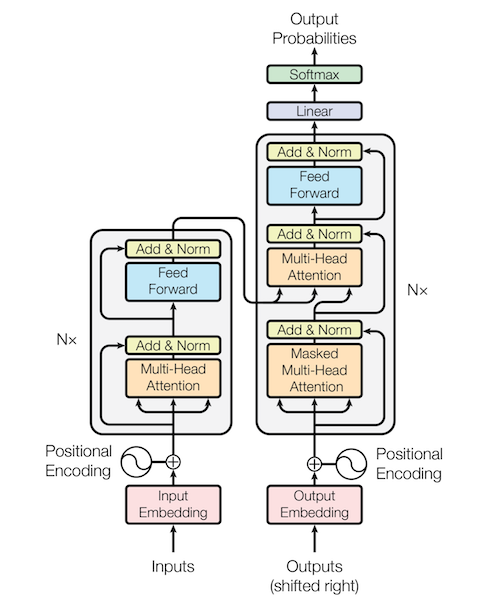 Output
Probabilities
Softmax
Linear
Add & Norm
Feed
Forward
Add & Norm
Multi-Head
Attention
Add & Norm
Masked
Multi-Head
Attention
N×
Add & Norm
Feed
Forward
Add & Norm
Multi-Head
Attention
N×
Positional
Encoding
Positional
Encoding
Input
Embedding
Output
Embedding
Inputs
Outputs
(shifted right)